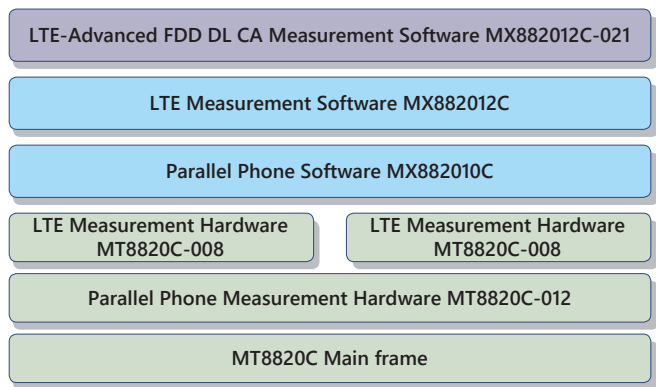 LTE-Advanced FDD DL CA Measurement Software MX882012C-021
LTE Measurement Software MX882012C
Parallel Phone Software MX882010C
LTE Measurement Hardware
MT8820C-008
LTE Measurement Hardware
MT8820C-008
Parallel Phone Measurement Hardware MT8820C-012
MT8820C Main frame